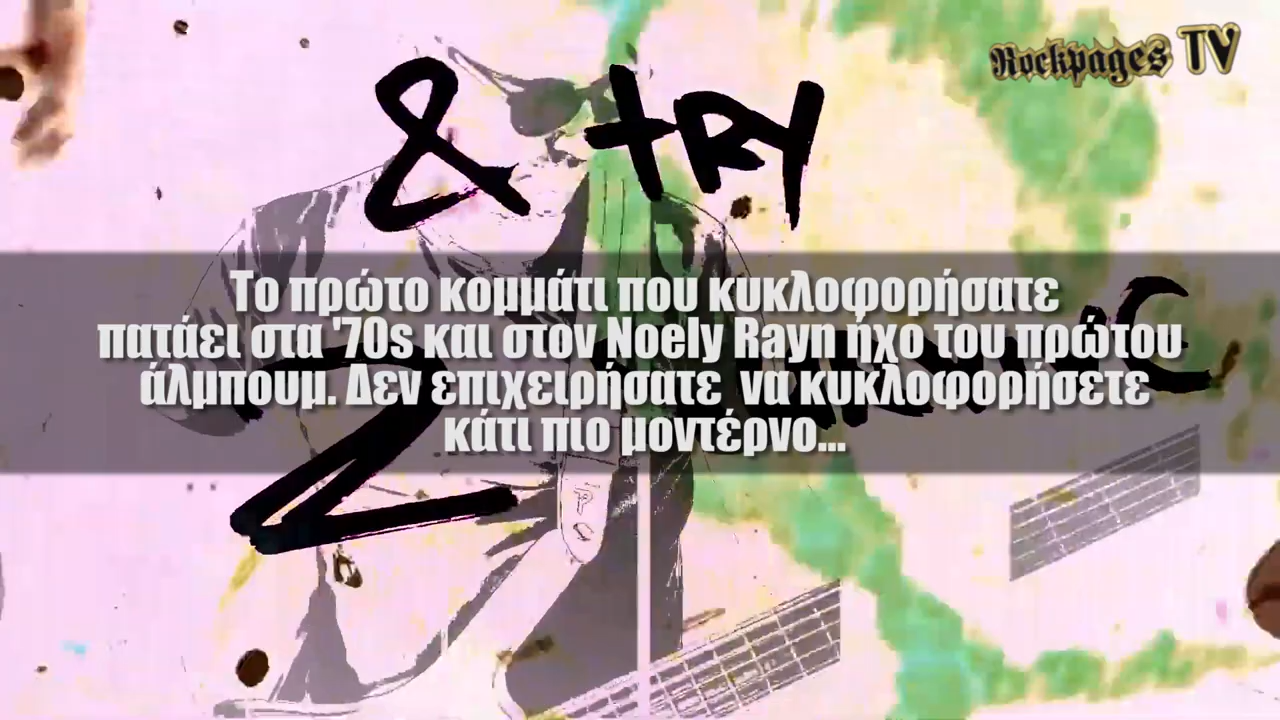 Rockpages TV
& TRY
Το πρώτο κομμάτι που κυκλοφορήσατε
πατάει στα '70s και στον Noely Rayn ήχο του πρώτου
άλμπουμ. Δεν επιχειρήσατε να κυκλοφορήσετε
κάτι πιο μοντέρνο...
2